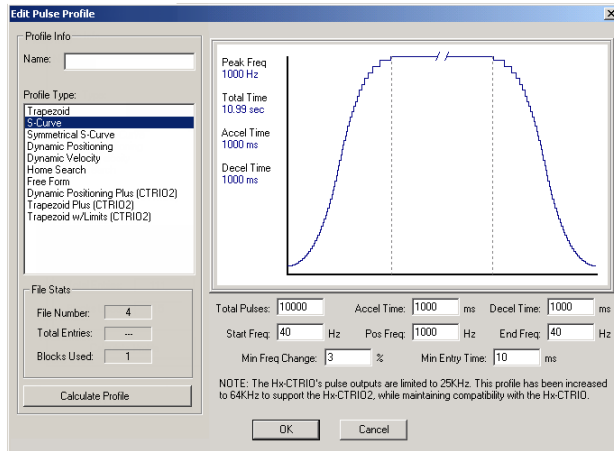 Edit Pulse Profile
Profile Info
Name:
Profile Type:
Trapezoid
S-Curve
Symmetrical S-Curve
Dynamic Positioning
Dynamic Velocity
Home Search
Free Form
Dynamic Positioning Plus (CTRIO2)
Trapezoid Plus (CTRIO2)
Trapezoid w/Limits (CTRIO2)
File Stats
File Number: 4
Total Entries: ---
Blocks Used: 1
Calculate Profile
Peak Freq
1000 Hz
Total Time
10.99 sec
Accel Time
1000 ms
Decel Time
1000 ms
Total Pulses: 10000 Accel Time: 1000 ms Decel Time: 1000 ms
Start Freq: 40 Hz Pos Freq: 1000 Hz End Freq: 40 Hz
Min Freq Change: 3 % Min Entry Time: 10 ms
NOTE: The Hx-CTRIO's pulse outputs are limited to 25KHz. This profile has been increased
to 64KHz to support the Hx-CTRIO2, while maintaining compatibility with the Hx-CTRIO.
OK Cancel